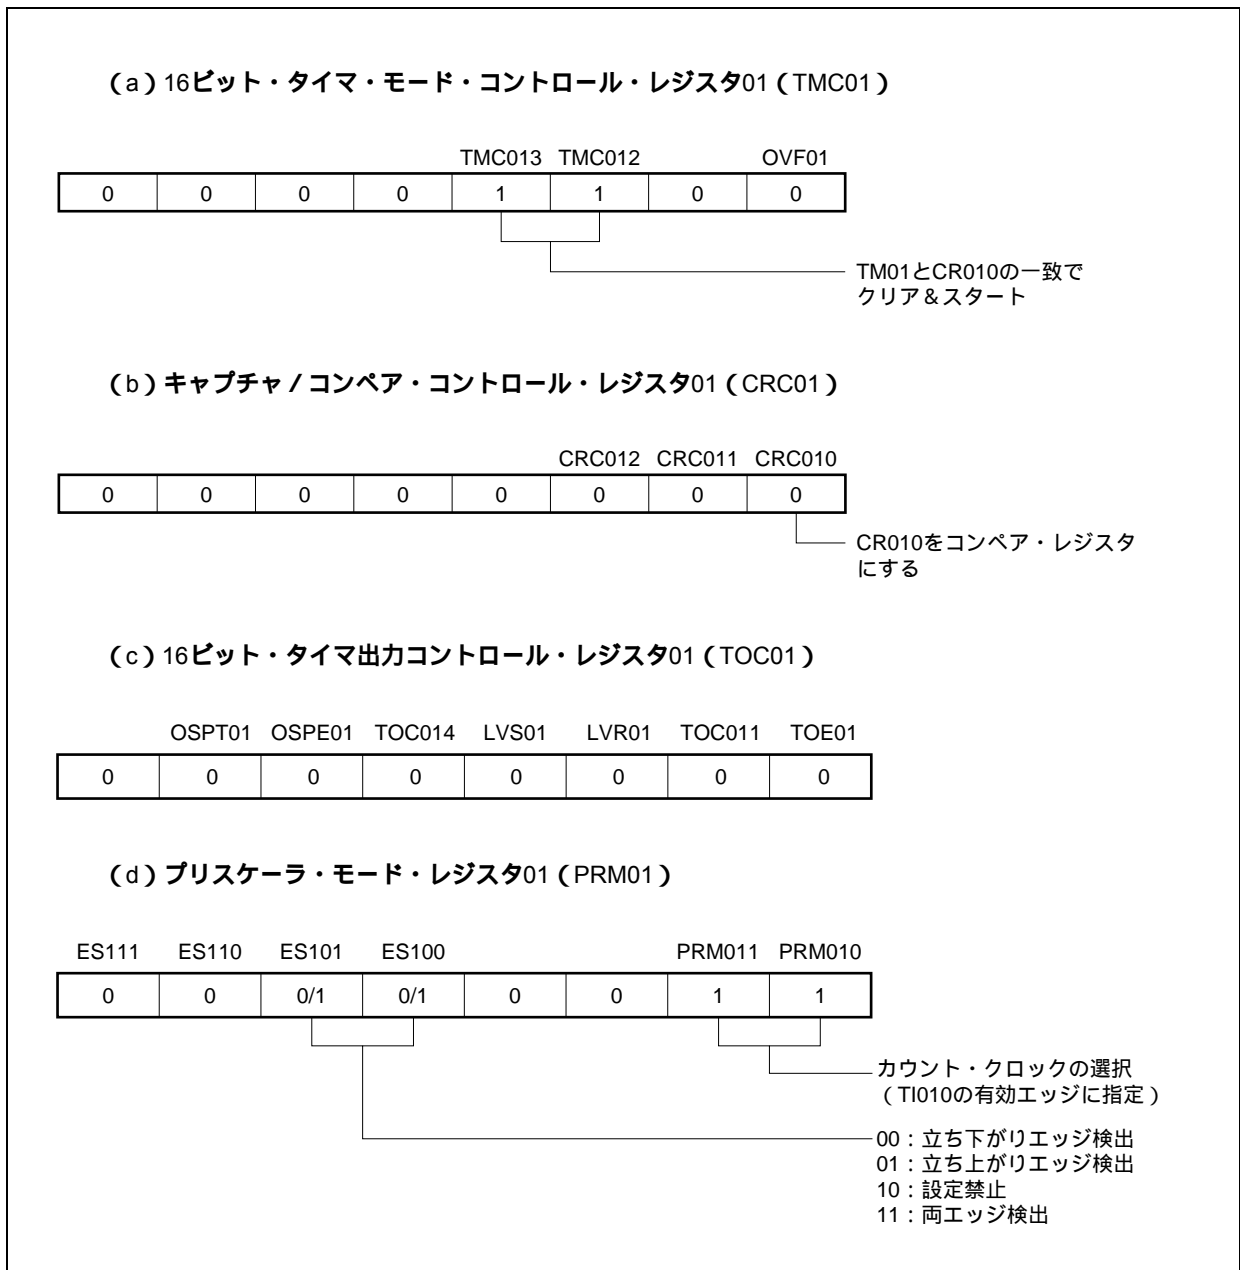 （a）16ビット・タイマ・モード・コントロール・レジスタ01（TMC01）
TMC013 TMC012 OVF01
0 0 0 0 1 1 0 0
TM01とCR010の一致で
クリア＆スタート
（b）キャプチャ／コンペア・コントロール・レジスタ01（CRC01）
CRC012 CRC011 CRC010
0 0 0 0 0 0 0 0
CR010をコンペア・レジスタ
にする
（c）16ビット・タイマ出力コントロール・レジスタ01（TOC01）
OSPT01 OSPE01 TOC014 LVS01 LVR01 TOC011 TOE01
0 0 0 0 0 0 0 0
（d）プリスケーラ・モード・レジスタ01（PRM01）
ES111 ES110 ES101 ES100 PRM011 PRM010
0 0 0/1 0/1 0 0 1 1
カウント・クロックの選択
（TI010の有効エッジに指定）
00：立ち下がりエッジ検出
01：立ち上がりエッジ検出
10：設定禁止
11：両エッジ検出